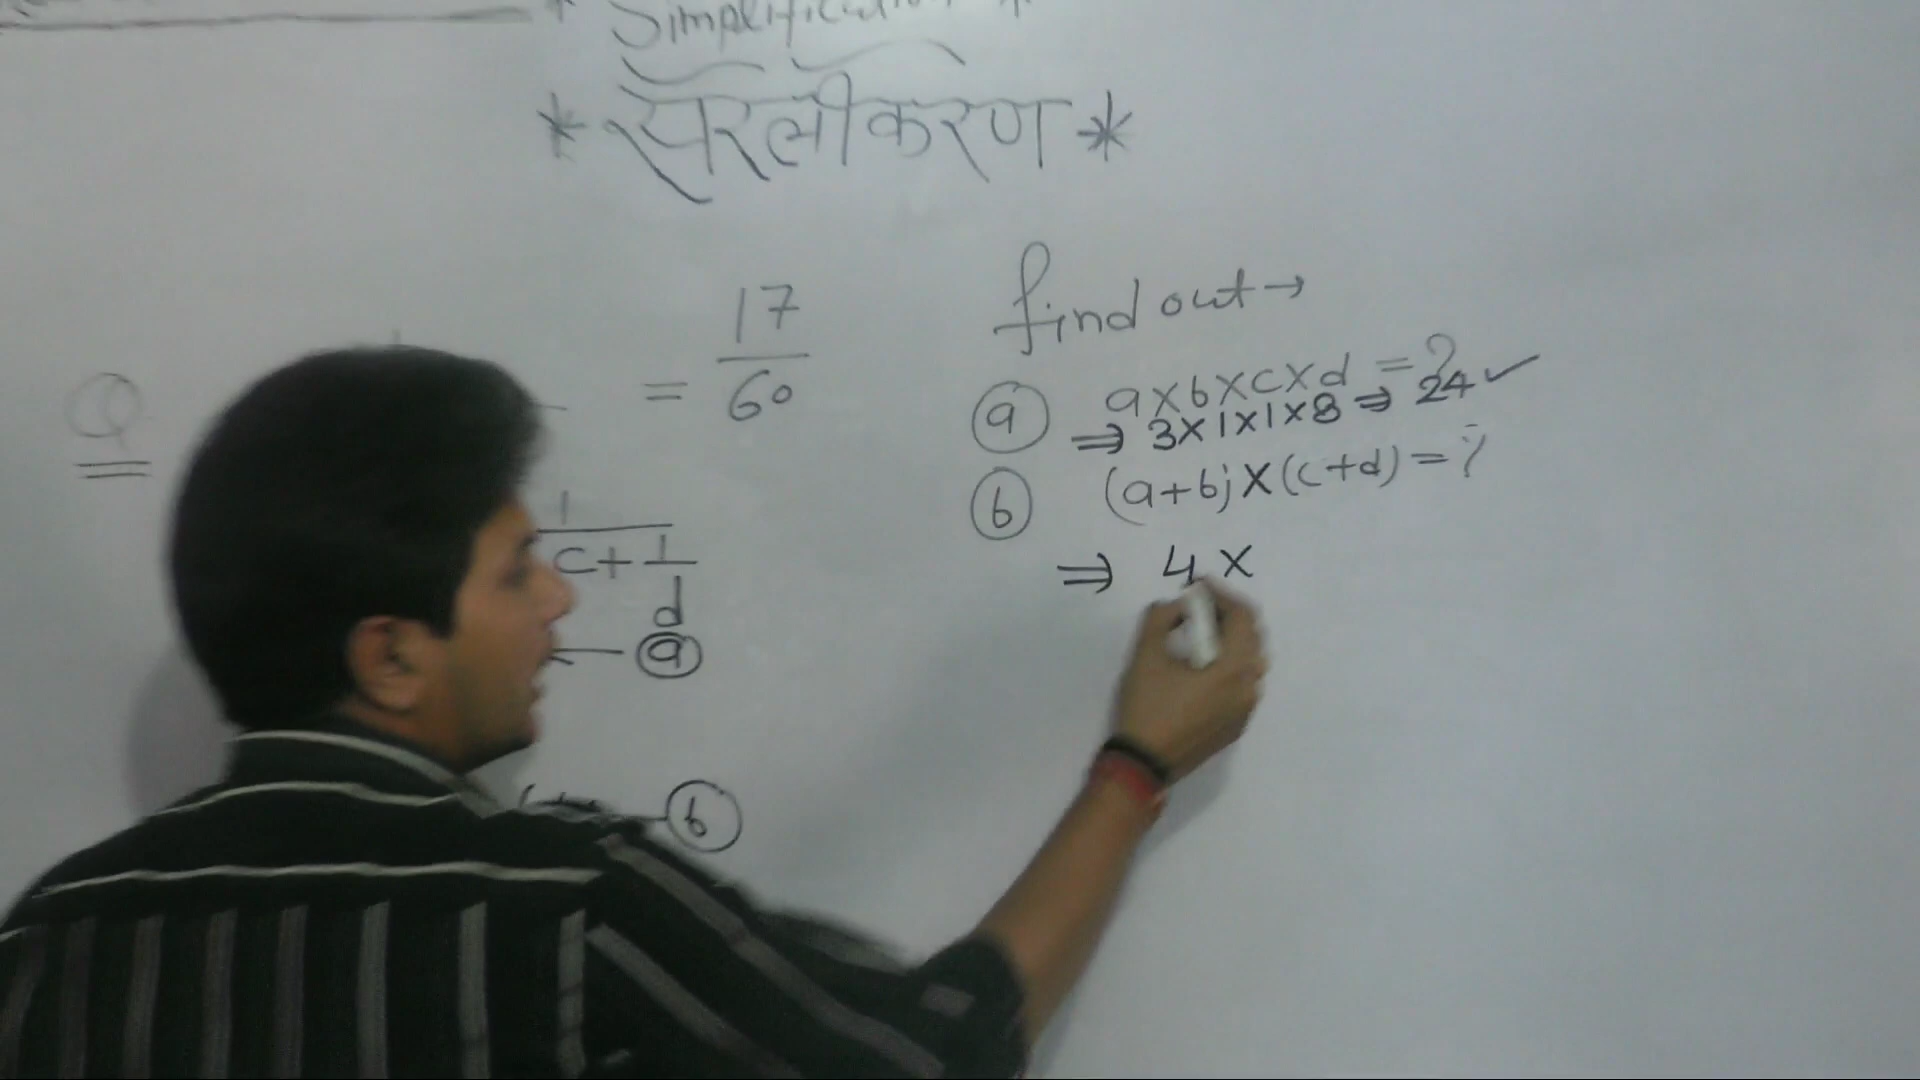 * Simplification *
* सरलीकरण *
Q
= 17/60
1
c+1
d
← ⓐ
ⓑ
find out →
ⓐ a×b×c×d = ?
⇒ 3×1×1×8 ⇒ 24 ✓
ⓑ (a+b)×(c+d) = ?
⇒ 4×